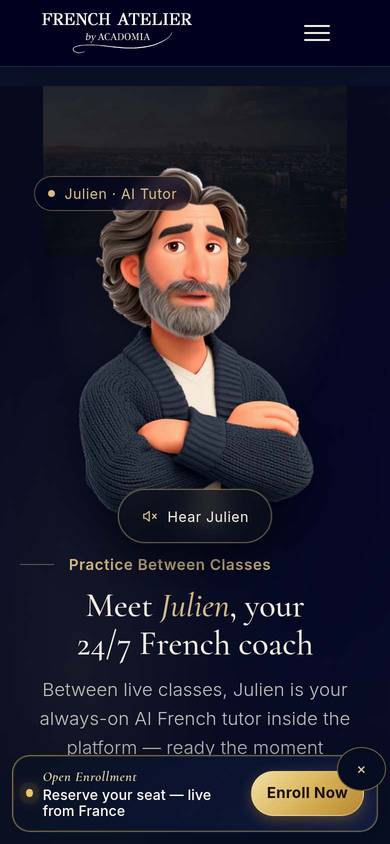 FRENCH ATELIER
by ACADOMIA
Julien · AI Tutor
Hear Julien
Practice Between Classes
Meet Julien, your
24/7 French coach
Between live classes, Julien is your
always-on AI French tutor inside the
platform — ready the moment
Open Enrollment
Reserve your seat — live
from France
Enroll Now
×